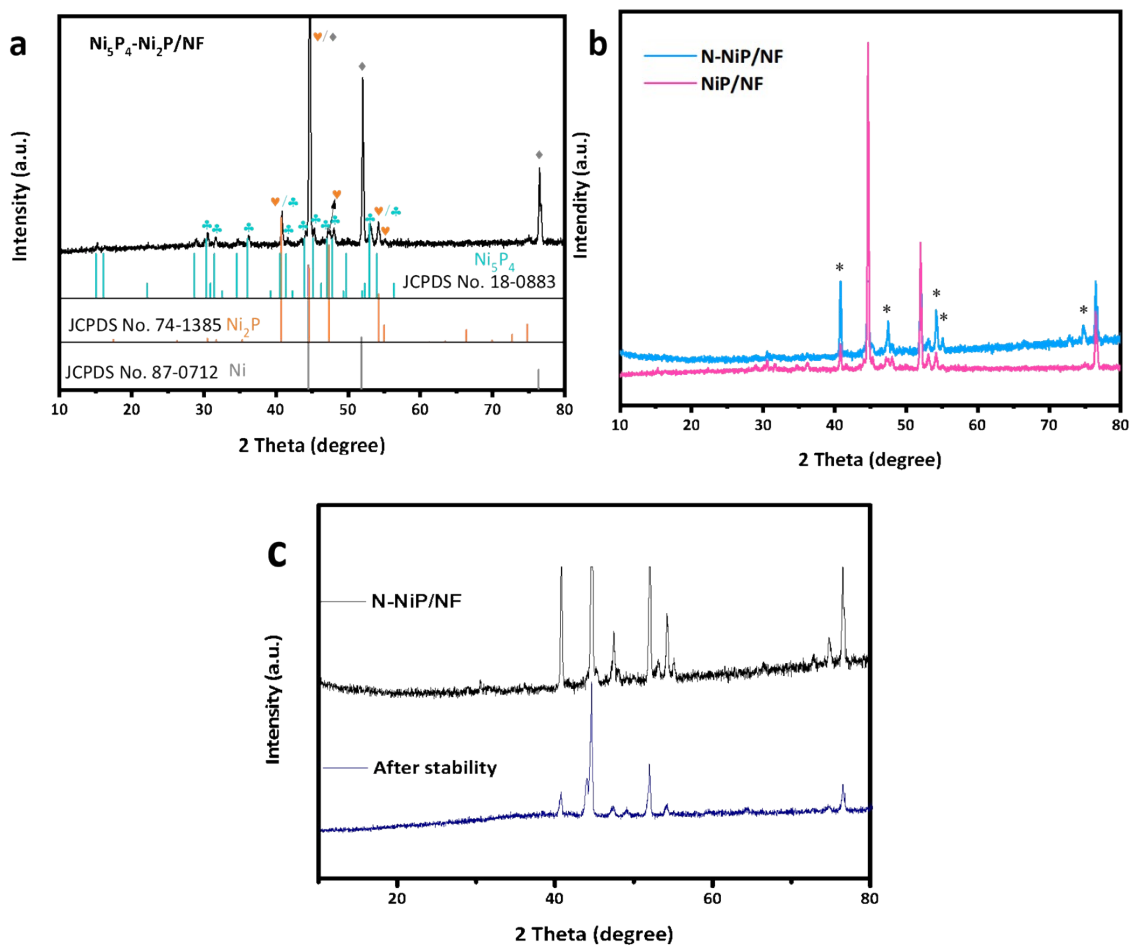 a
Ni₅P₄-Ni₂P/NF
♥/♦
♦
♦
♥/♣
♥
♥/♣
♣
♣
♣
♣
♣
♣
♣
♣
♣
♥
Ni₅P₄
JCPDS No. 18-0883
JCPDS No. 74-1385 Ni₂P
JCPDS No. 87-0712 Ni
10 20 30 40 50 60 70 80
2 Theta (degree)
Intensity (a.u.)
b
N-NiP/NF
NiP/NF
* * * * *
10 20 30 40 50 60 70 80
2 Theta (degree)
Intendity (a.u.)
c
N-NiP/NF
After stability
20 40 60 80
2 Theta (degree)
Intensity (a.u.)